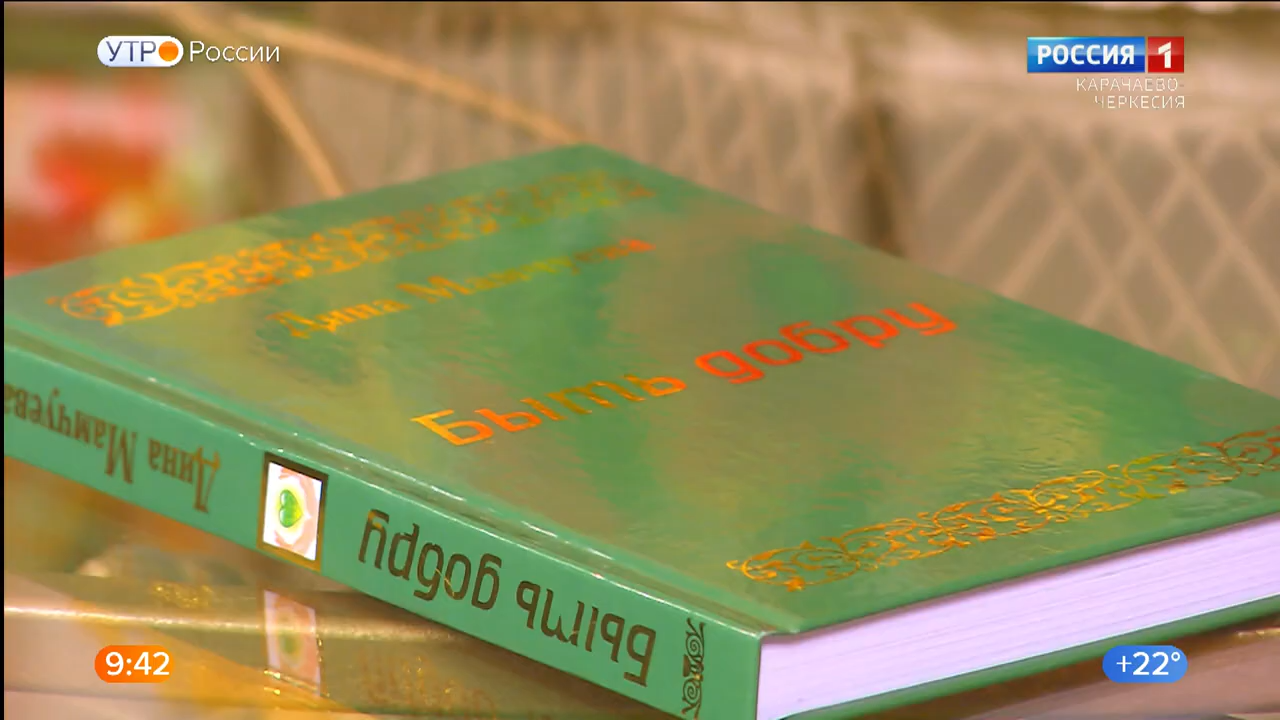 УТРО России
РОССИЯ 1
КАРАЧАЕВО-
ЧЕРКЕСИЯ
Дина Мамчуева
Быть добру
Дина Мамчуева
Быть добру
9:42
+22°